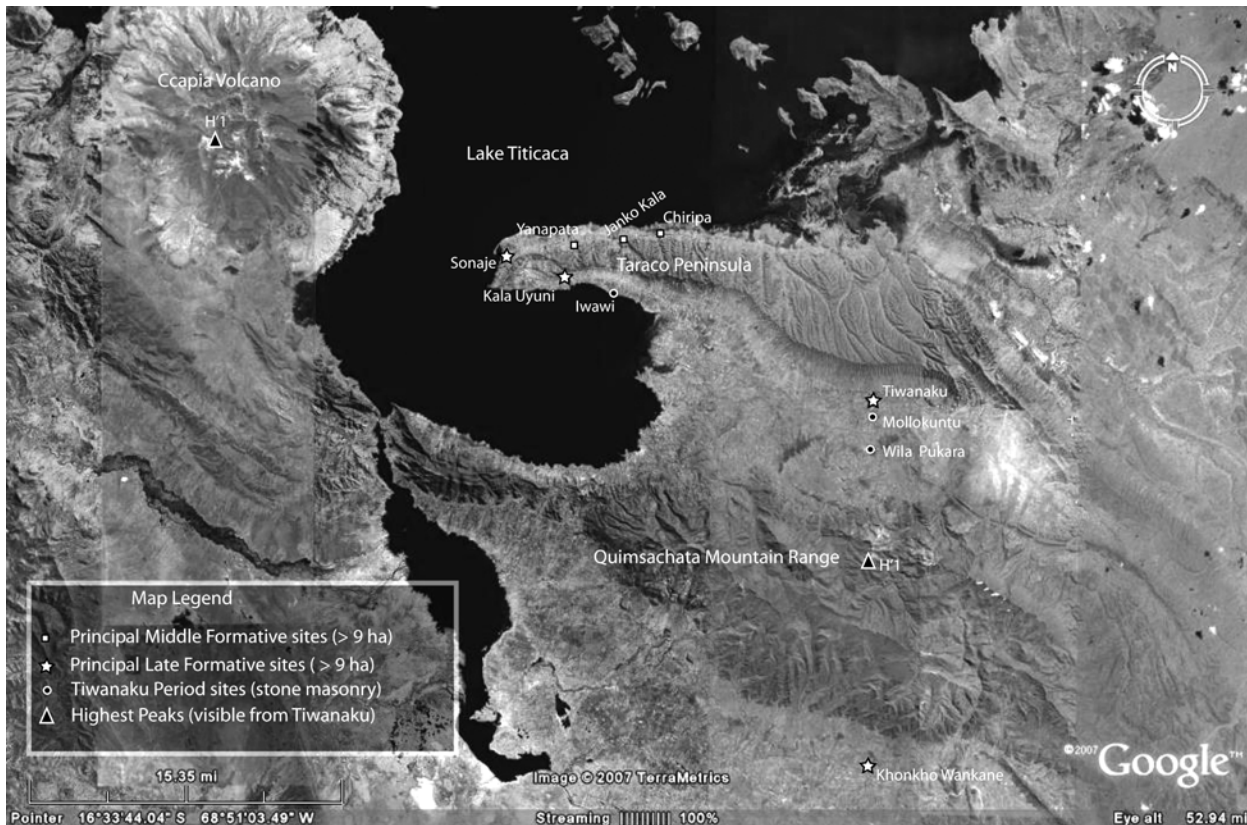 Ccapia Volcano
H'1
N
Lake Titicaca
Yanapata
Janko Kala
Chiripa
Sonaje
Taraco Peninsula
Kala Uyuni
Iwawi
Tiwanaku
Mollokuntu
Wila Pukara
Quimsachata Mountain Range
H'1
Map Legend
Principal Middle Formative sites (> 9 ha)
Principal Late Formative sites ( > 9 ha)
Tiwanaku Period sites (stone masonry)
Highest Peaks (visible from Tiwanaku)
©2007 Google™
15.35 mi
Image © 2007 TerraMetrics
Khonkho Wankane
Pointer 16°33'44.04" S 68°51'03.49" W
Streaming |||||||||| 100%
Eye alt 52.94 mi